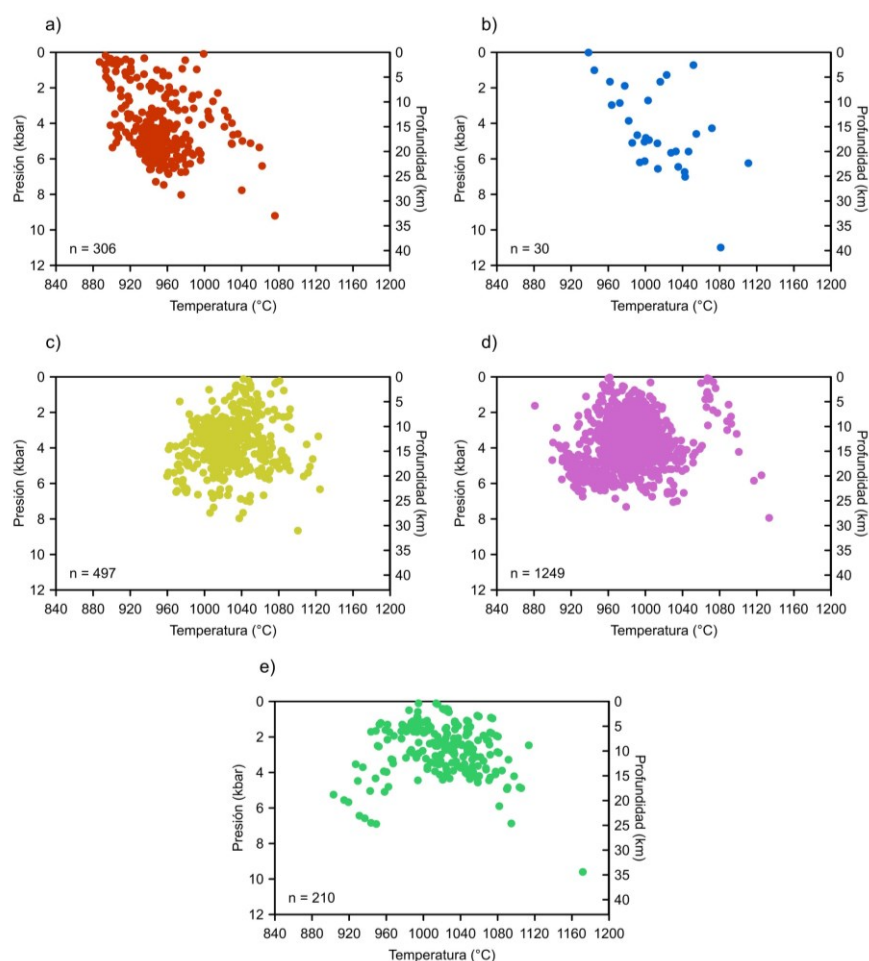 a)
0 0
2 5
4 10
6 15
8 20
10 25
12 30
35
40
Presión (kbar)
Profundidad (km)
n = 306
840 880 920 960 1000 1040 1080 1120 1160 1200
Temperatura (°C)
b)
0 0
2 5
4 10
6 15
8 20
10 25
12 30
35
40
Presión (kbar)
Profundidad (km)
n = 30
840 880 920 960 1000 1040 1080 1120 1160 1200
Temperatura (°C)
c)
0 0
2 5
4 10
6 15
8 20
10 25
12 30
35
40
Presión (kbar)
Profundidad (km)
n = 497
840 880 920 960 1000 1040 1080 1120 1160 1200
Temperatura (°C)
d)
0 0
2 5
4 10
6 15
8 20
10 25
12 30
35
40
Presión (kbar)
Profundidad (km)
n = 1249
840 880 920 960 1000 1040 1080 1120 1160 1200
Temperatura (°C)
e)
0 0
2 5
4 10
6 15
8 20
10 25
12 30
35
40
Presión (kbar)
Profundidad (km)
n = 210
840 880 920 960 1000 1040 1080 1120 1160 1200
Temperatura (°C)